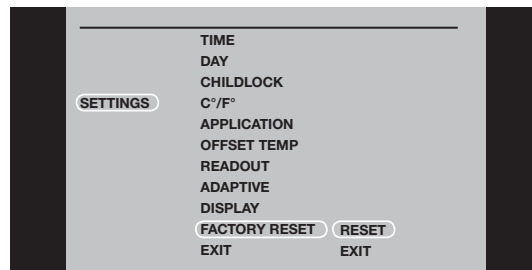 TIME
DAY
CHILDLOCK
SETTINGS C°/F°
APPLICATION
OFFSET TEMP
READOUT
ADAPTIVE
DISPLAY
FACTORY RESET RESET
EXIT EXIT